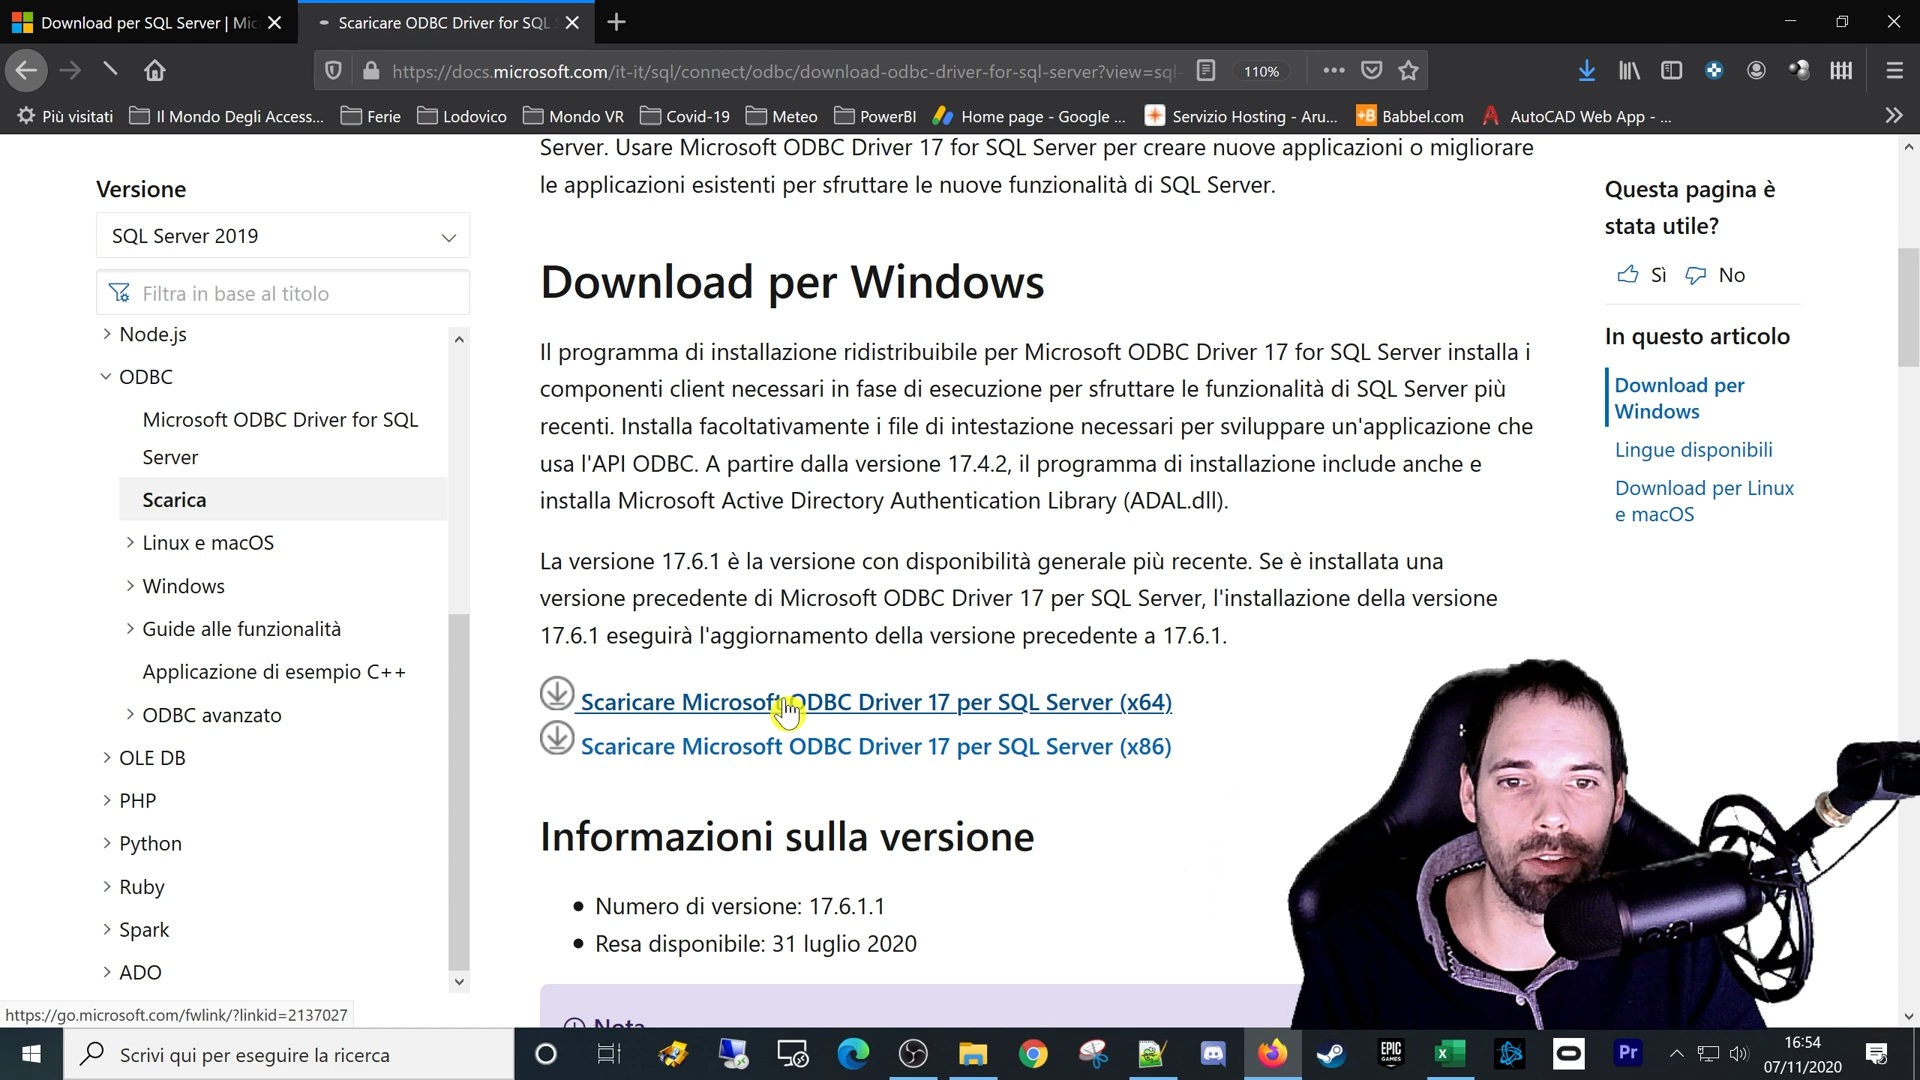 Download per SQL Server | Mic
Scaricare ODBC Driver for SQL S
https://docs.microsoft.com/it-it/sql/connect/odbc/download-odbc-driver-for-sql-server?view=sql-
110%
Più visitati
Il Mondo Degli Access...
Ferie
Lodovico
Mondo VR
Covid-19
Meteo
PowerBI
Home page - Google ...
Servizio Hosting - Aru...
+B Babbel.com
AutoCAD Web App - ...
Versione
SQL Server 2019
Filtra in base al titolo
Node.js
ODBC
Microsoft ODBC Driver for SQL
Server
Scarica
Linux e macOS
Windows
Guide alle funzionalità
Applicazione di esempio C++
ODBC avanzato
OLE DB
PHP
Python
Ruby
Spark
ADO
Server. Usare Microsoft ODBC Driver 17 for SQL Server per creare nuove applicazioni o migliorare
le applicazioni esistenti per sfruttare le nuove funzionalità di SQL Server.
Download per Windows
Il programma di installazione ridistribuibile per Microsoft ODBC Driver 17 for SQL Server installa i
componenti client necessari in fase di esecuzione per sfruttare le funzionalità di SQL Server più
recenti. Installa facoltativamente i file di intestazione necessari per sviluppare un'applicazione che
usa l'API ODBC. A partire dalla versione 17.4.2, il programma di installazione include anche e
installa Microsoft Active Directory Authentication Library (ADAL.dll).
La versione 17.6.1 è la versione con disponibilità generale più recente. Se è installata una
versione precedente di Microsoft ODBC Driver 17 per SQL Server, l'installazione della versione
17.6.1 eseguirà l'aggiornamento della versione precedente a 17.6.1.
Scaricare Microsoft ODBC Driver 17 per SQL Server (x64)
Scaricare Microsoft ODBC Driver 17 per SQL Server (x86)
Informazioni sulla versione
Numero di versione: 17.6.1.1
Resa disponibile: 31 luglio 2020
Nota
Questa pagina è
stata utile?
Sì
No
In questo articolo
Download per
Windows
Lingue disponibili
Download per Linux
e macOS
https://go.microsoft.com/fwlink/?linkid=2137027
Scrivi qui per eseguire la ricerca
EPIC
GAMES
Pr
16:54
07/11/2020